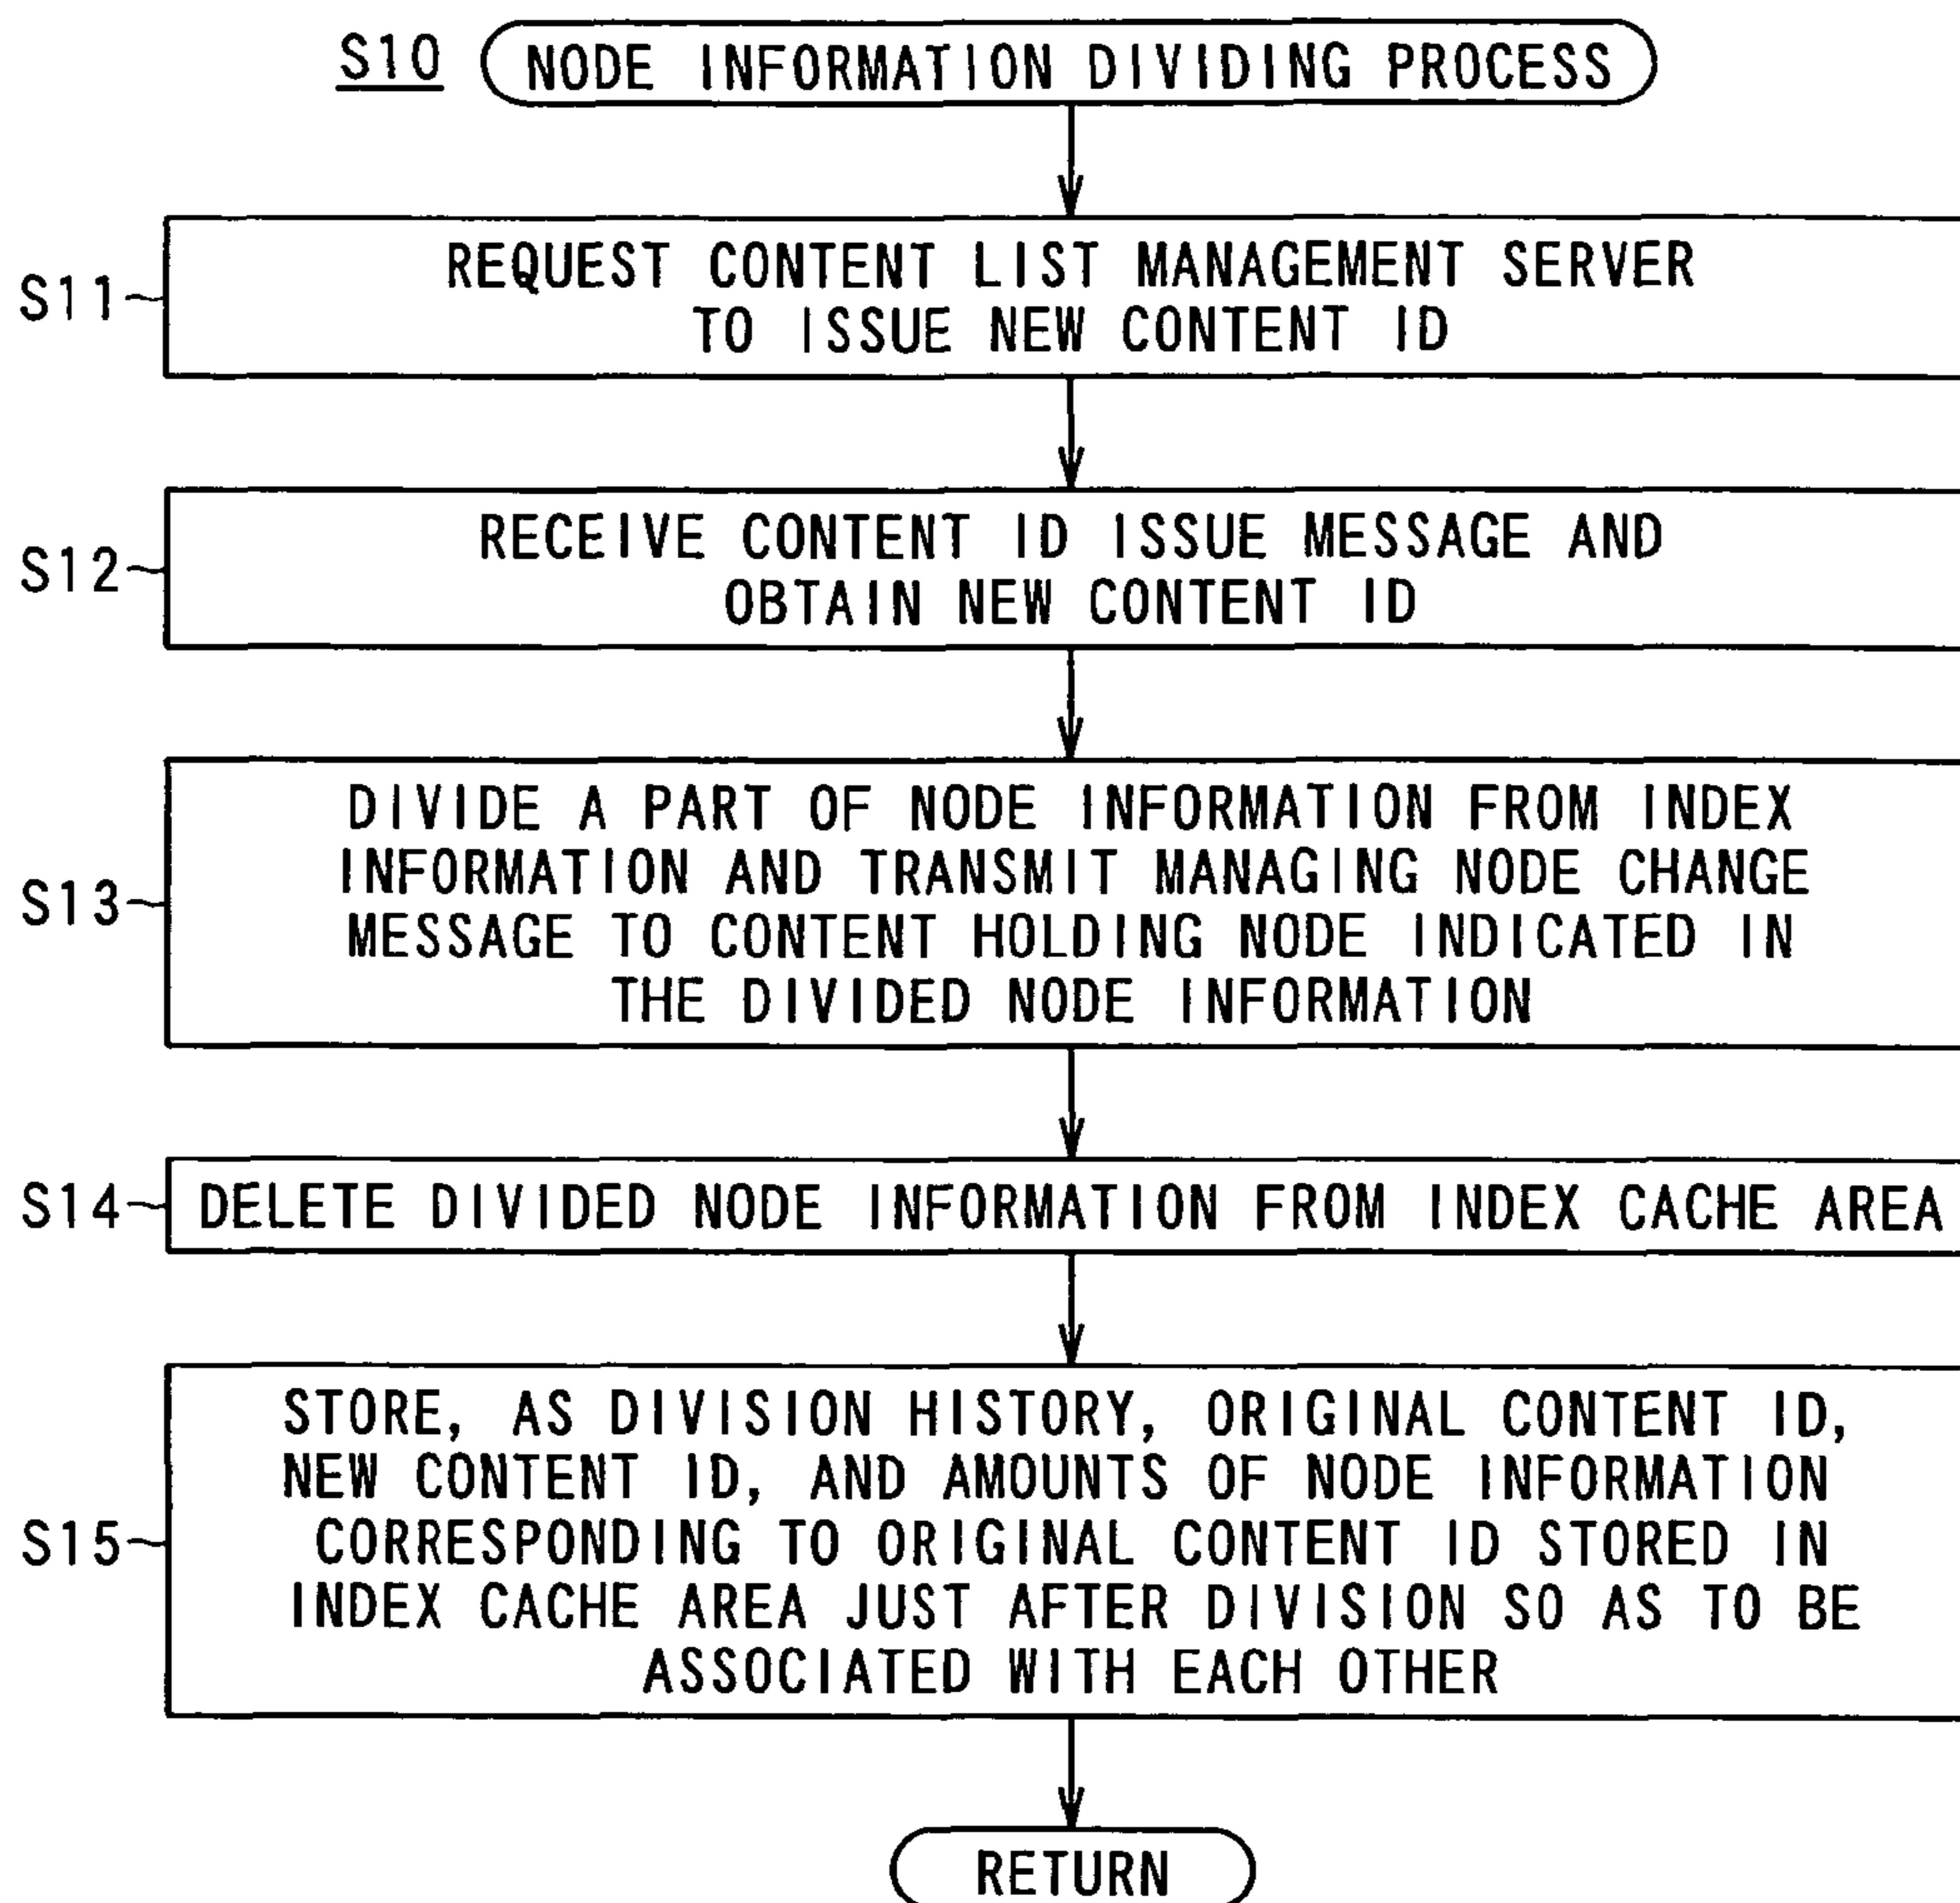 S10 NODE INFORMATION DIVIDING PROCESS
S11
REQUEST CONTENT LIST MANAGEMENT SERVER
TO ISSUE NEW CONTENT ID
S12
RECEIVE CONTENT ID ISSUE MESSAGE AND
OBTAIN NEW CONTENT ID
S13
DIVIDE A PART OF NODE INFORMATION FROM INDEX
INFORMATION AND TRANSMIT MANAGING NODE CHANGE
MESSAGE TO CONTENT HOLDING NODE INDICATED IN
THE DIVIDED NODE INFORMATION
S14 DELETE DIVIDED NODE INFORMATION FROM INDEX CACHE AREA
S15
STORE, AS DIVISION HISTORY, ORIGINAL CONTENT ID,
NEW CONTENT ID, AND AMOUNTS OF NODE INFORMATION
CORRESPONDING TO ORIGINAL CONTENT ID STORED IN
INDEX CACHE AREA JUST AFTER DIVISION SO AS TO BE
ASSOCIATED WITH EACH OTHER
RETURN